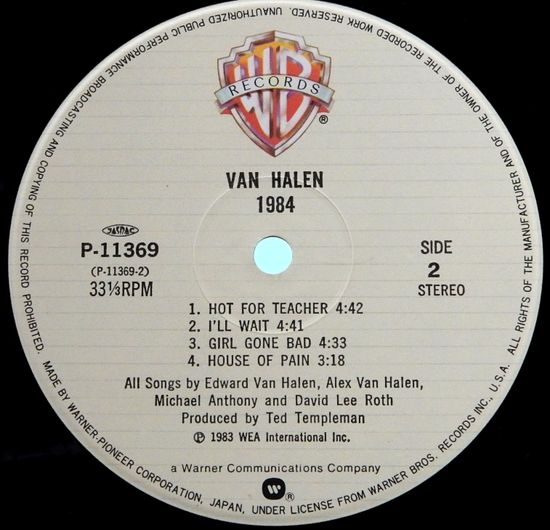 WB
RECORDS
®
VAN HALEN
1984
JASRAC
P-11369
(P-11369-2)
33⅓RPM
SIDE
2
STEREO
1. HOT FOR TEACHER 4:42
2. I'LL WAIT 4:41
3. GIRL GONE BAD 4:33
4. HOUSE OF PAIN 3:18
All Songs by Edward Van Halen, Alex Van Halen,
Michael Anthony and David Lee Roth
Produced by Ted Templeman
℗ 1983 WEA International Inc.
a Warner Communications Company
®
MADE BY WARNER-PIONEER CORPORATION, JAPAN, UNDER LICENSE FROM WARNER BROS. RECORDS INC., U.S.A. ALL RIGHTS OF THE MANUFACTURER AND OF THE OWNER OF THE RECORDED WORK RESERVED. UNAUTHORIZED PUBLIC PERFORMANCE BROADCASTING AND COPYING OF THIS RECORD PROHIBITED.